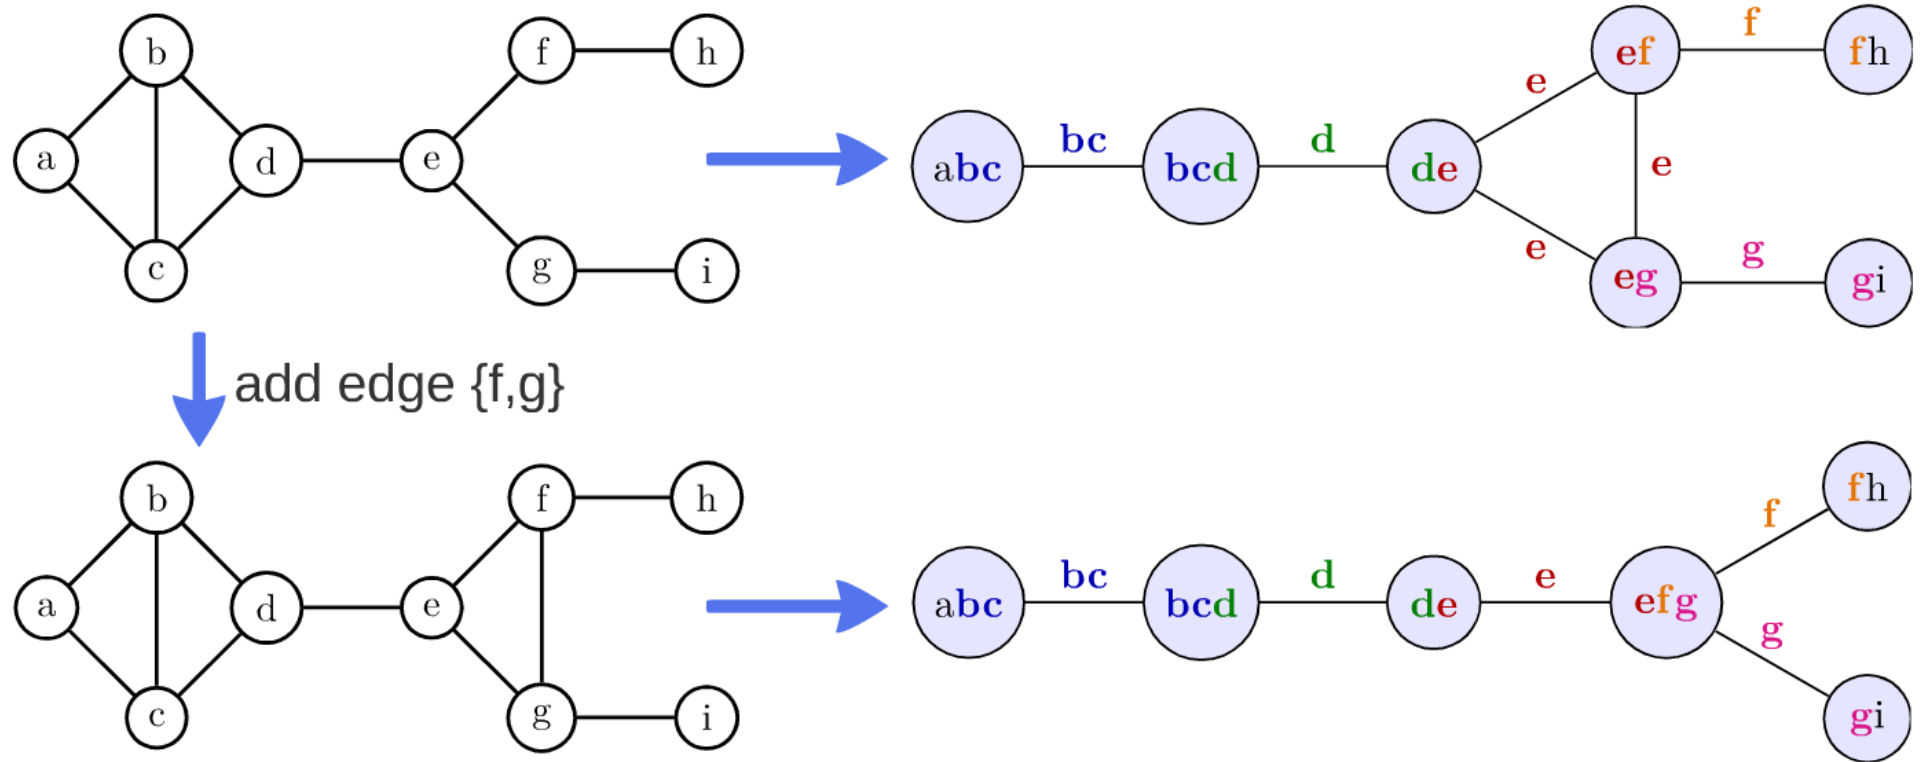 b f h
a d e
c g i
f
ef fh
e
abc bc bcd d de e
e
eg g gi
add edge {f,g}
b f h
a d e
c g i
fh
f
abc bc bcd d de e efg
g
gi